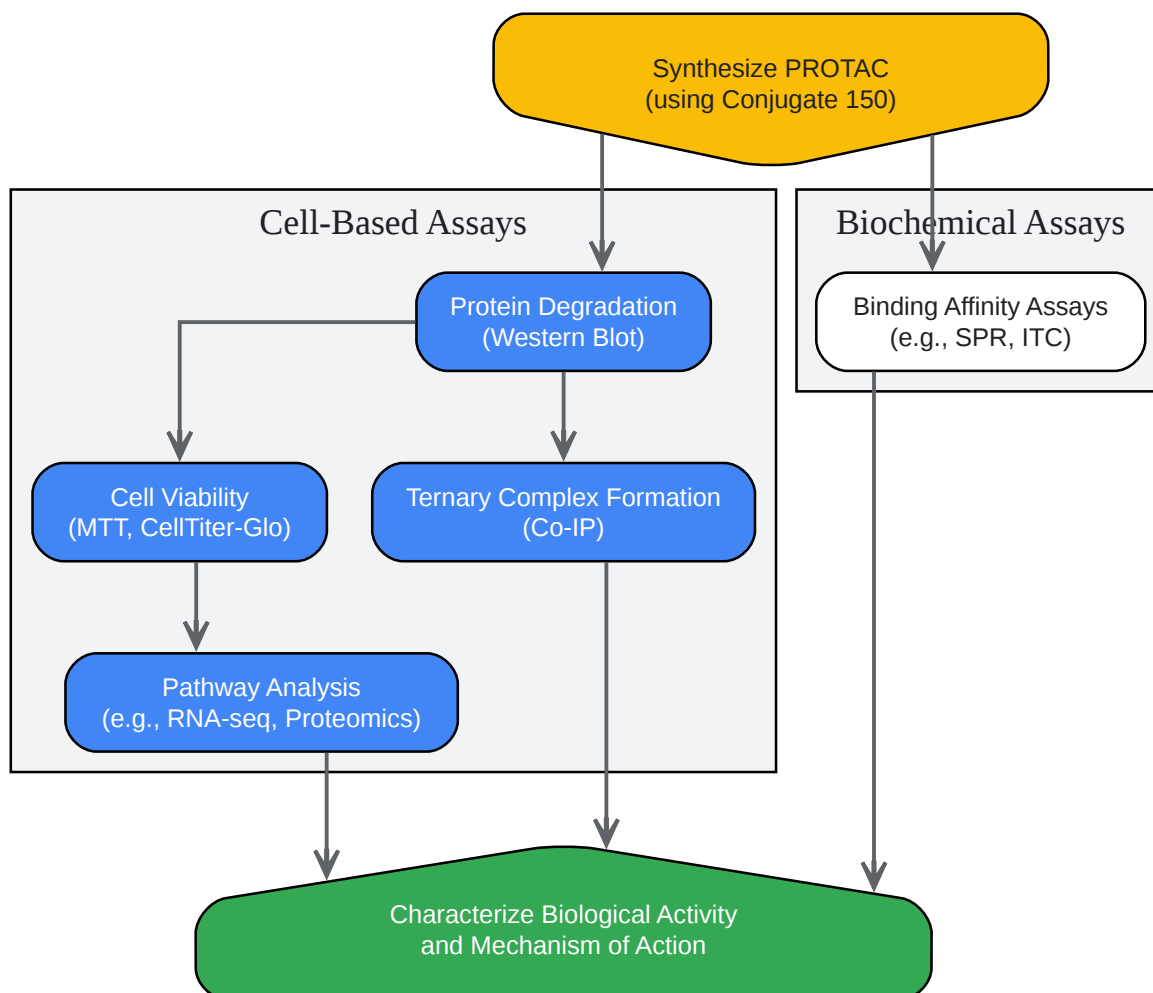 Synthesize PROTAC
(using Conjugate 150)
Cell-Based Assays
Biochemical Assays
Protein Degradation
(Western Blot)
Binding Affinity Assays
(e.g., SPR, ITC)
Cell Viability
(MTT, CellTiter-Glo)
Ternary Complex Formation
(Co-IP)
Pathway Analysis
(e.g., RNA-seq, Proteomics)
Characterize Biological Activity
and Mechanism of Action